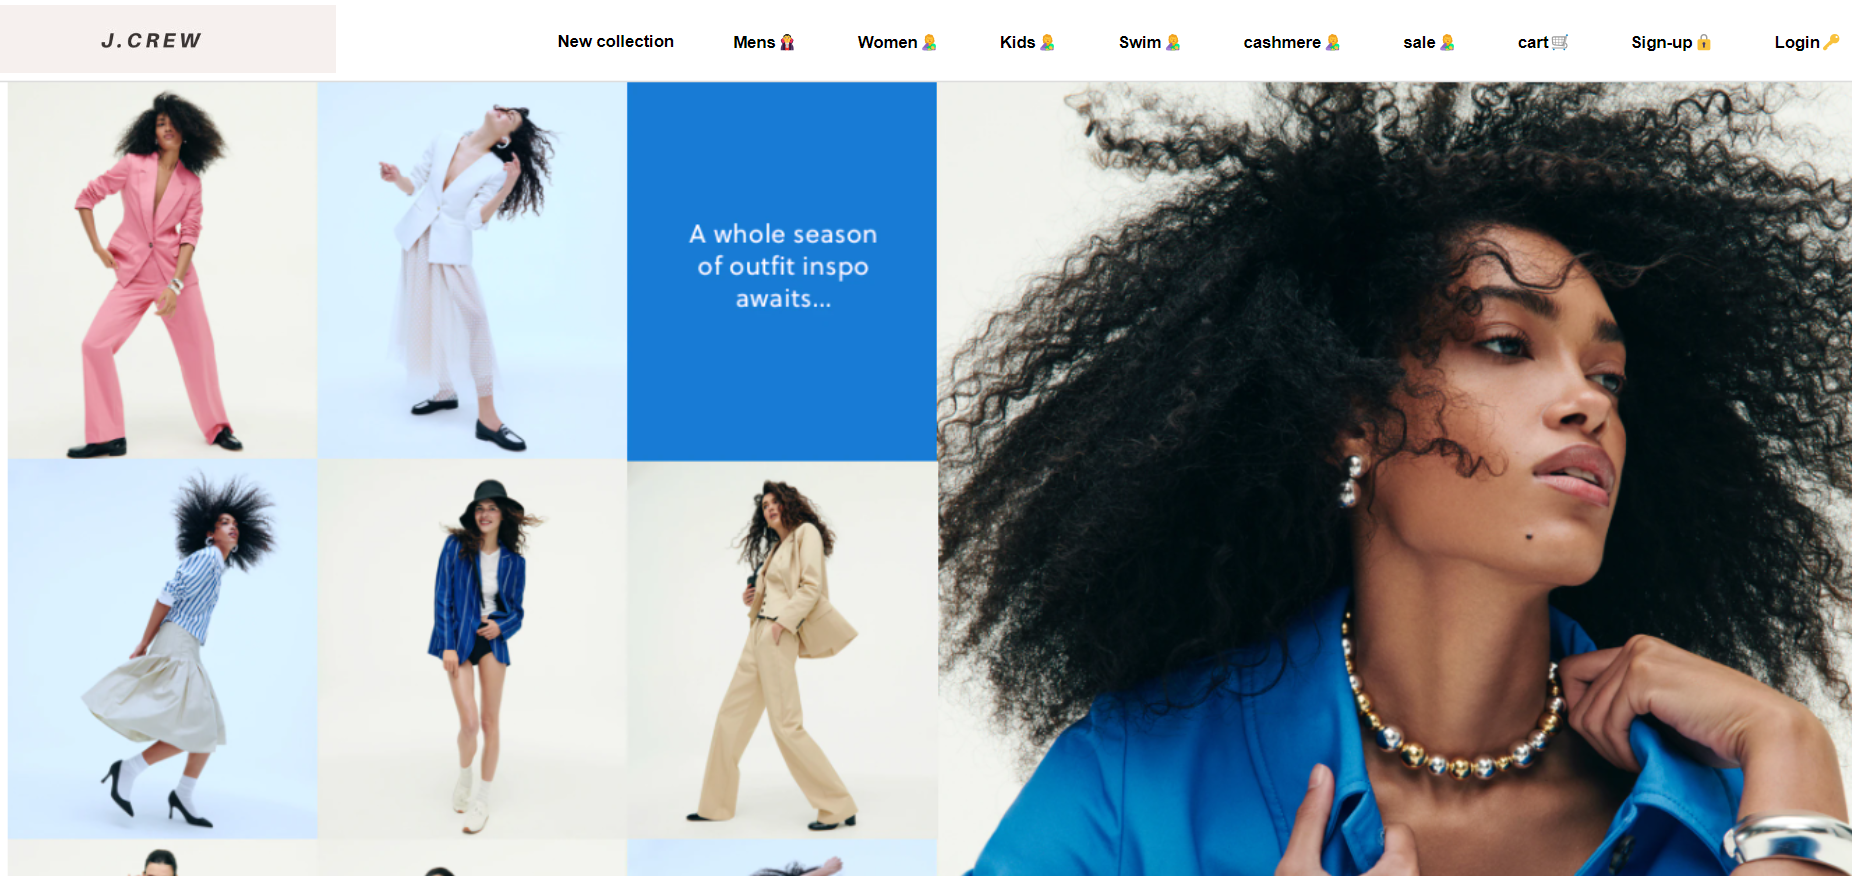 J.CREW
New collection Mens Women Kids Swim cashmere sale cart Sign-up Login
A whole season
of outfit inspo
awaits...